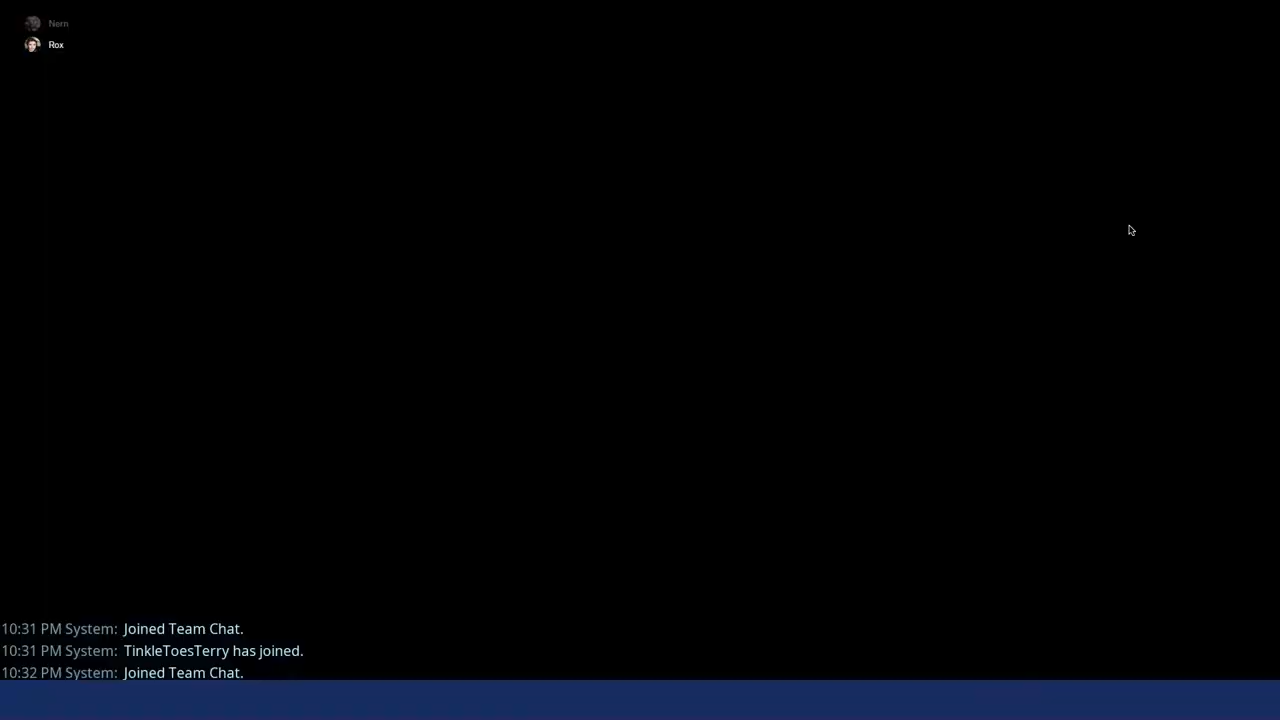 Nem
Rox
10:31 PM System: Joined Team Chat.
10:31 PM System: TinkleToesTerry has joined.
10:32 PM System: Joined Team Chat.